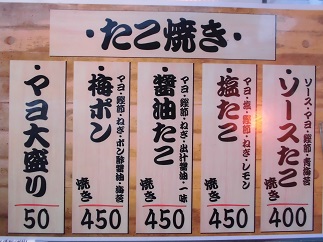 ・たこ焼き・
ソース・マヨ・鰹節・青海苔
ソースたこ焼き
400
マヨ・塩・鰹節・ねぎ・レモン
塩たこ焼き
450
マヨ・鰹節・ねぎ・出汁醤油・一味
醤油たこ焼き
450
マヨ・鰹節・ねぎ・ポン酢醤油・海苔
梅ポン焼き
450
マヨ大盛り
50